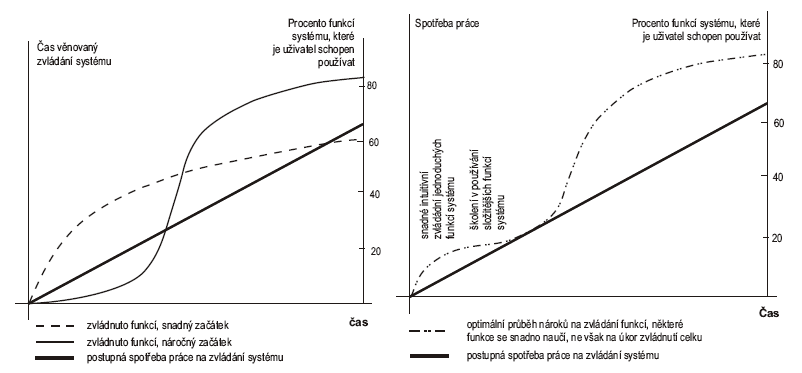 Čas věnovaný
zvládání systému
Procento funkcí
systému, které
je uživatel schopen
používat
80
60
40
20
čas
zvládnuto funkcí, snadný začátek
zvládnuto funkcí, náročný začátek
postupná spotřeba práce na zvládání systému
Spotřeba práce
Procento funkcí systému, které
je uživatel schopen používat
80
60
40
20
snadné intuitivní
zvládání jednoduchých
funkcí systému
školení v používání
složitějších funkcí
systému
Čas
optimální průběh nároků na zvládání funkcí, některé
funkce se snadno naučí, ne však na úkor zvládnutí celku
postupná spotřeba práce na zvládání systému